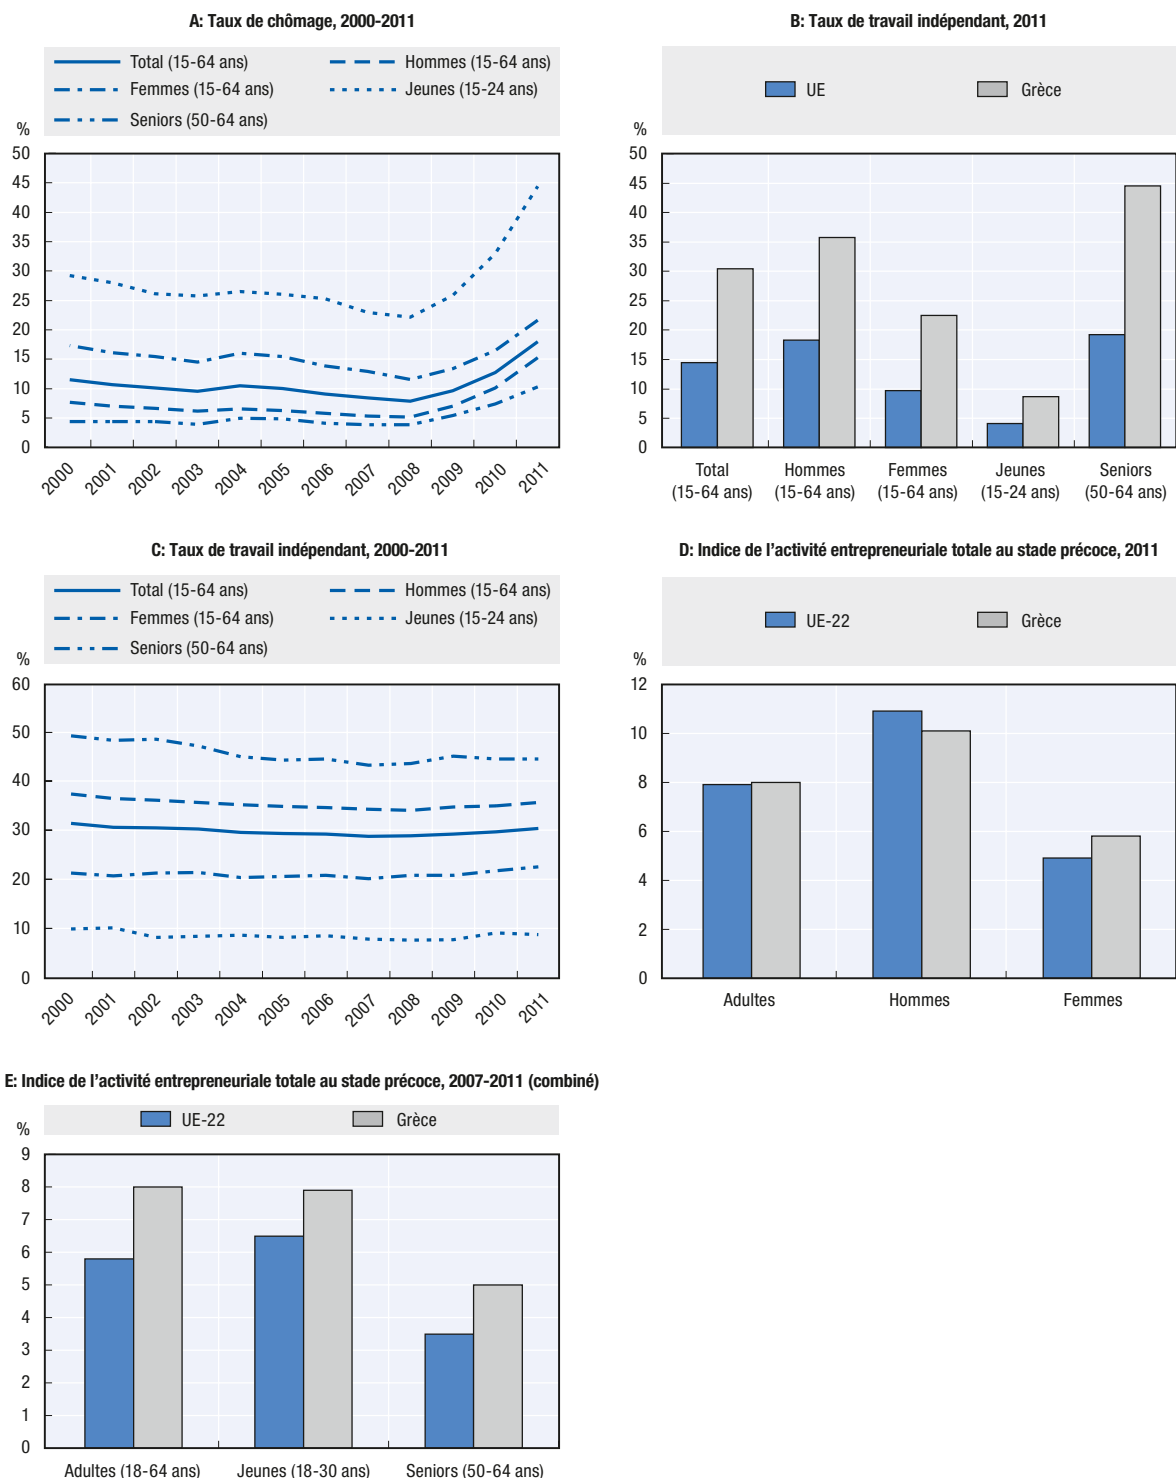 A: Taux de chômage, 2000-2011
Total (15-64 ans)
Hommes (15-64 ans)
Femmes (15-64 ans)
Jeunes (15-24 ans)
Seniors (50-64 ans)
%
50
45
40
35
30
25
20
15
10
5
0
2000
2001
2002
2003
2004
2005
2006
2007
2008
2009
2010
2011
B: Taux de travail indépendant, 2011
UE
Grèce
%
50
45
40
35
30
25
20
15
10
5
0
Total
(15-64 ans)
Hommes
(15-64 ans)
Femmes
(15-64 ans)
Jeunes
(15-24 ans)
Seniors
(50-64 ans)
C: Taux de travail indépendant, 2000-2011
Total (15-64 ans)
Hommes (15-64 ans)
Femmes (15-64 ans)
Jeunes (15-24 ans)
Seniors (50-64 ans)
%
60
50
40
30
20
10
0
2000
2001
2002
2003
2004
2005
2006
2007
2008
2009
2010
2011
D: Indice de l'activité entrepreneuriale totale au stade précoce, 2011
UE-22
Grèce
%
12
10
8
6
4
2
0
Adultes
Hommes
Femmes
E: Indice de l'activité entrepreneuriale totale au stade précoce, 2007-2011 (combiné)
UE-22
Grèce
%
9
8
7
6
5
4
3
2
1
0
Adultes (18-64 ans)
Jeunes (18-30 ans)
Seniors (50-64 ans)